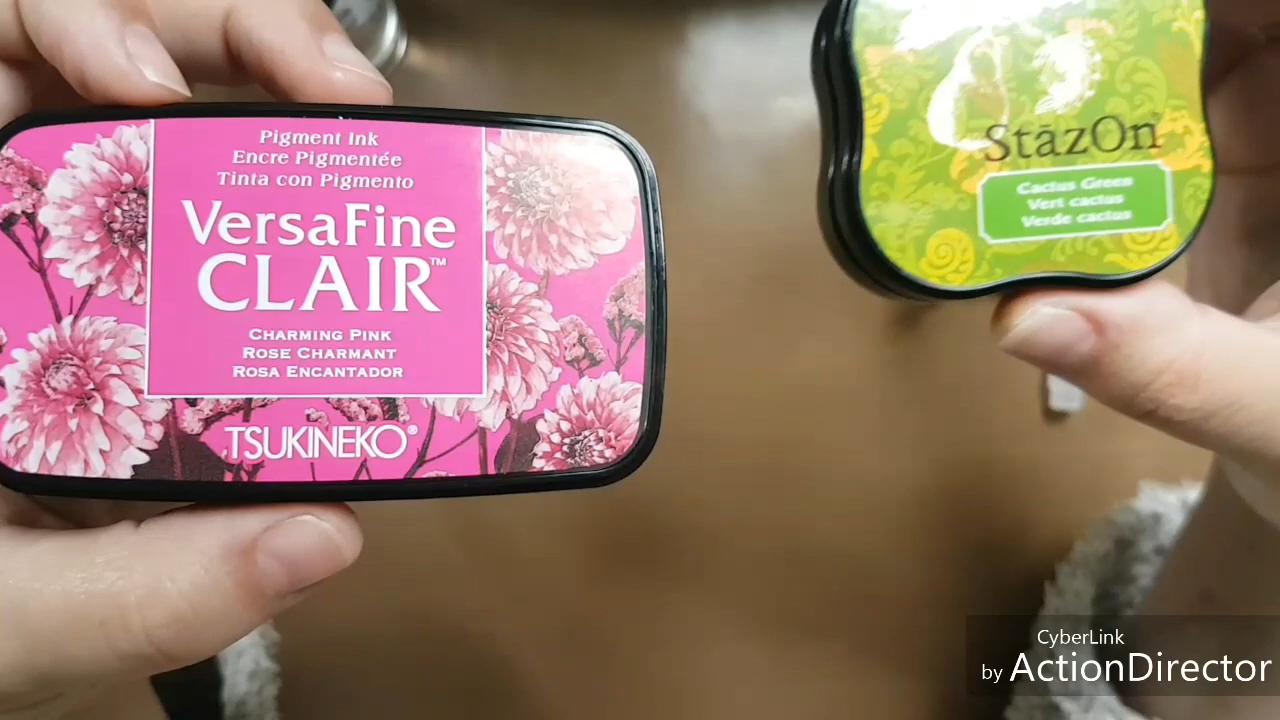 Pigment Ink
Encre Pigmentée
Tinta con Pigmento
VersaFine
CLAIR™
Charming Pink
Rose Charmant
Rosa Encantador
TSUKINEKO®
StāzOn
Cactus Green
Vert cactus
Verde cactus
CyberLink
by ActionDirector